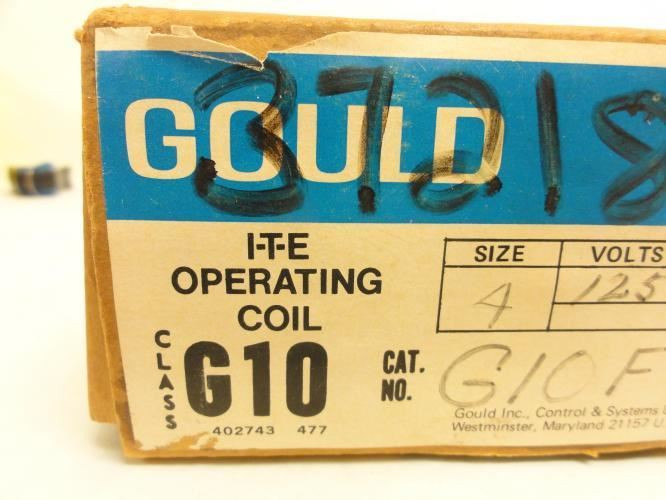 GOULD
37218
I-T-E
OPERATING
COIL
CLASS
G10
402743 477
SIZE VOLTS
4 125
CAT.
NO.
G10F
Gould Inc., Control & Systems
Westminster, Maryland 21157 U.